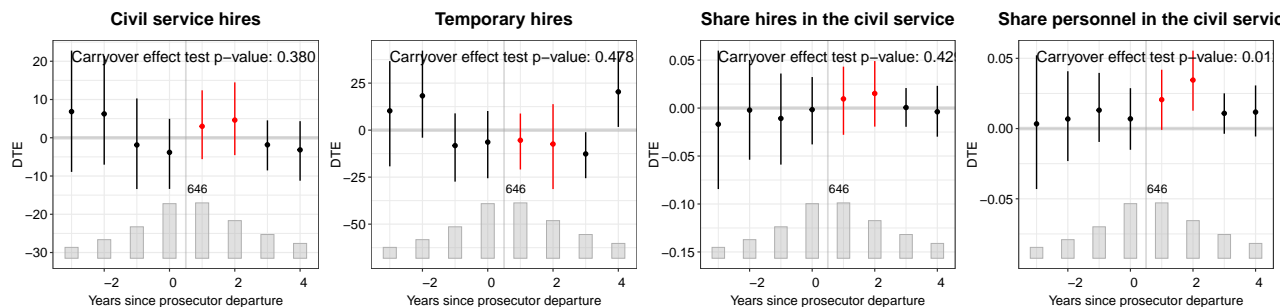 Civil service hires
Carryover effect test p−value: 0.380
20
10
0
−10
−20
−30
DTE
646
−2
0
2
4
Years since prosecutor departure
Temporary hires
Carryover effect test p−value: 0.478
25
0
−25
−50
DTE
646
−2
0
2
4
Years since prosecutor departure
Share hires in the civil service
Carryover effect test p−value: 0.42
0.05
0.00
−0.05
−0.10
−0.15
DTE
646
−2
0
2
4
Years since prosecutor departure
Share personnel in the civil servic
Carryover effect test p−value: 0.01
0.05
0.00
−0.05
DTE
646
−2
0
2
4
Years since prosecutor departure